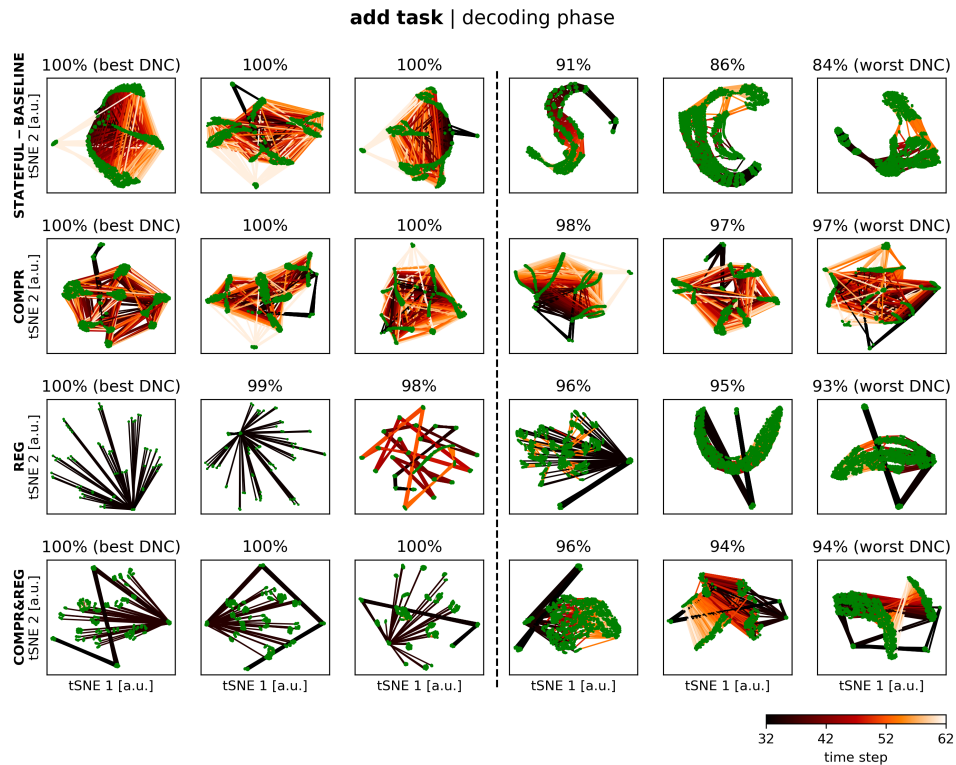 add task | decoding phase
100% (best DNC) 100% 100% 91% 86% 84% (worst DNC)
STATEFUL – BASELINE
tSNE 2 [a.u.]
100% (best DNC) 100% 100% 98% 97% 97% (worst DNC)
COMPR
tSNE 2 [a.u.]
100% (best DNC) 99% 98% 96% 95% 93% (worst DNC)
REG
tSNE 2 [a.u.]
100% (best DNC) 100% 100% 96% 94% 94% (worst DNC)
COMPR&REG
tSNE 2 [a.u.]
tSNE 1 [a.u.] tSNE 1 [a.u.] tSNE 1 [a.u.] tSNE 1 [a.u.] tSNE 1 [a.u.] tSNE 1 [a.u.]
32 42 52 62
time step